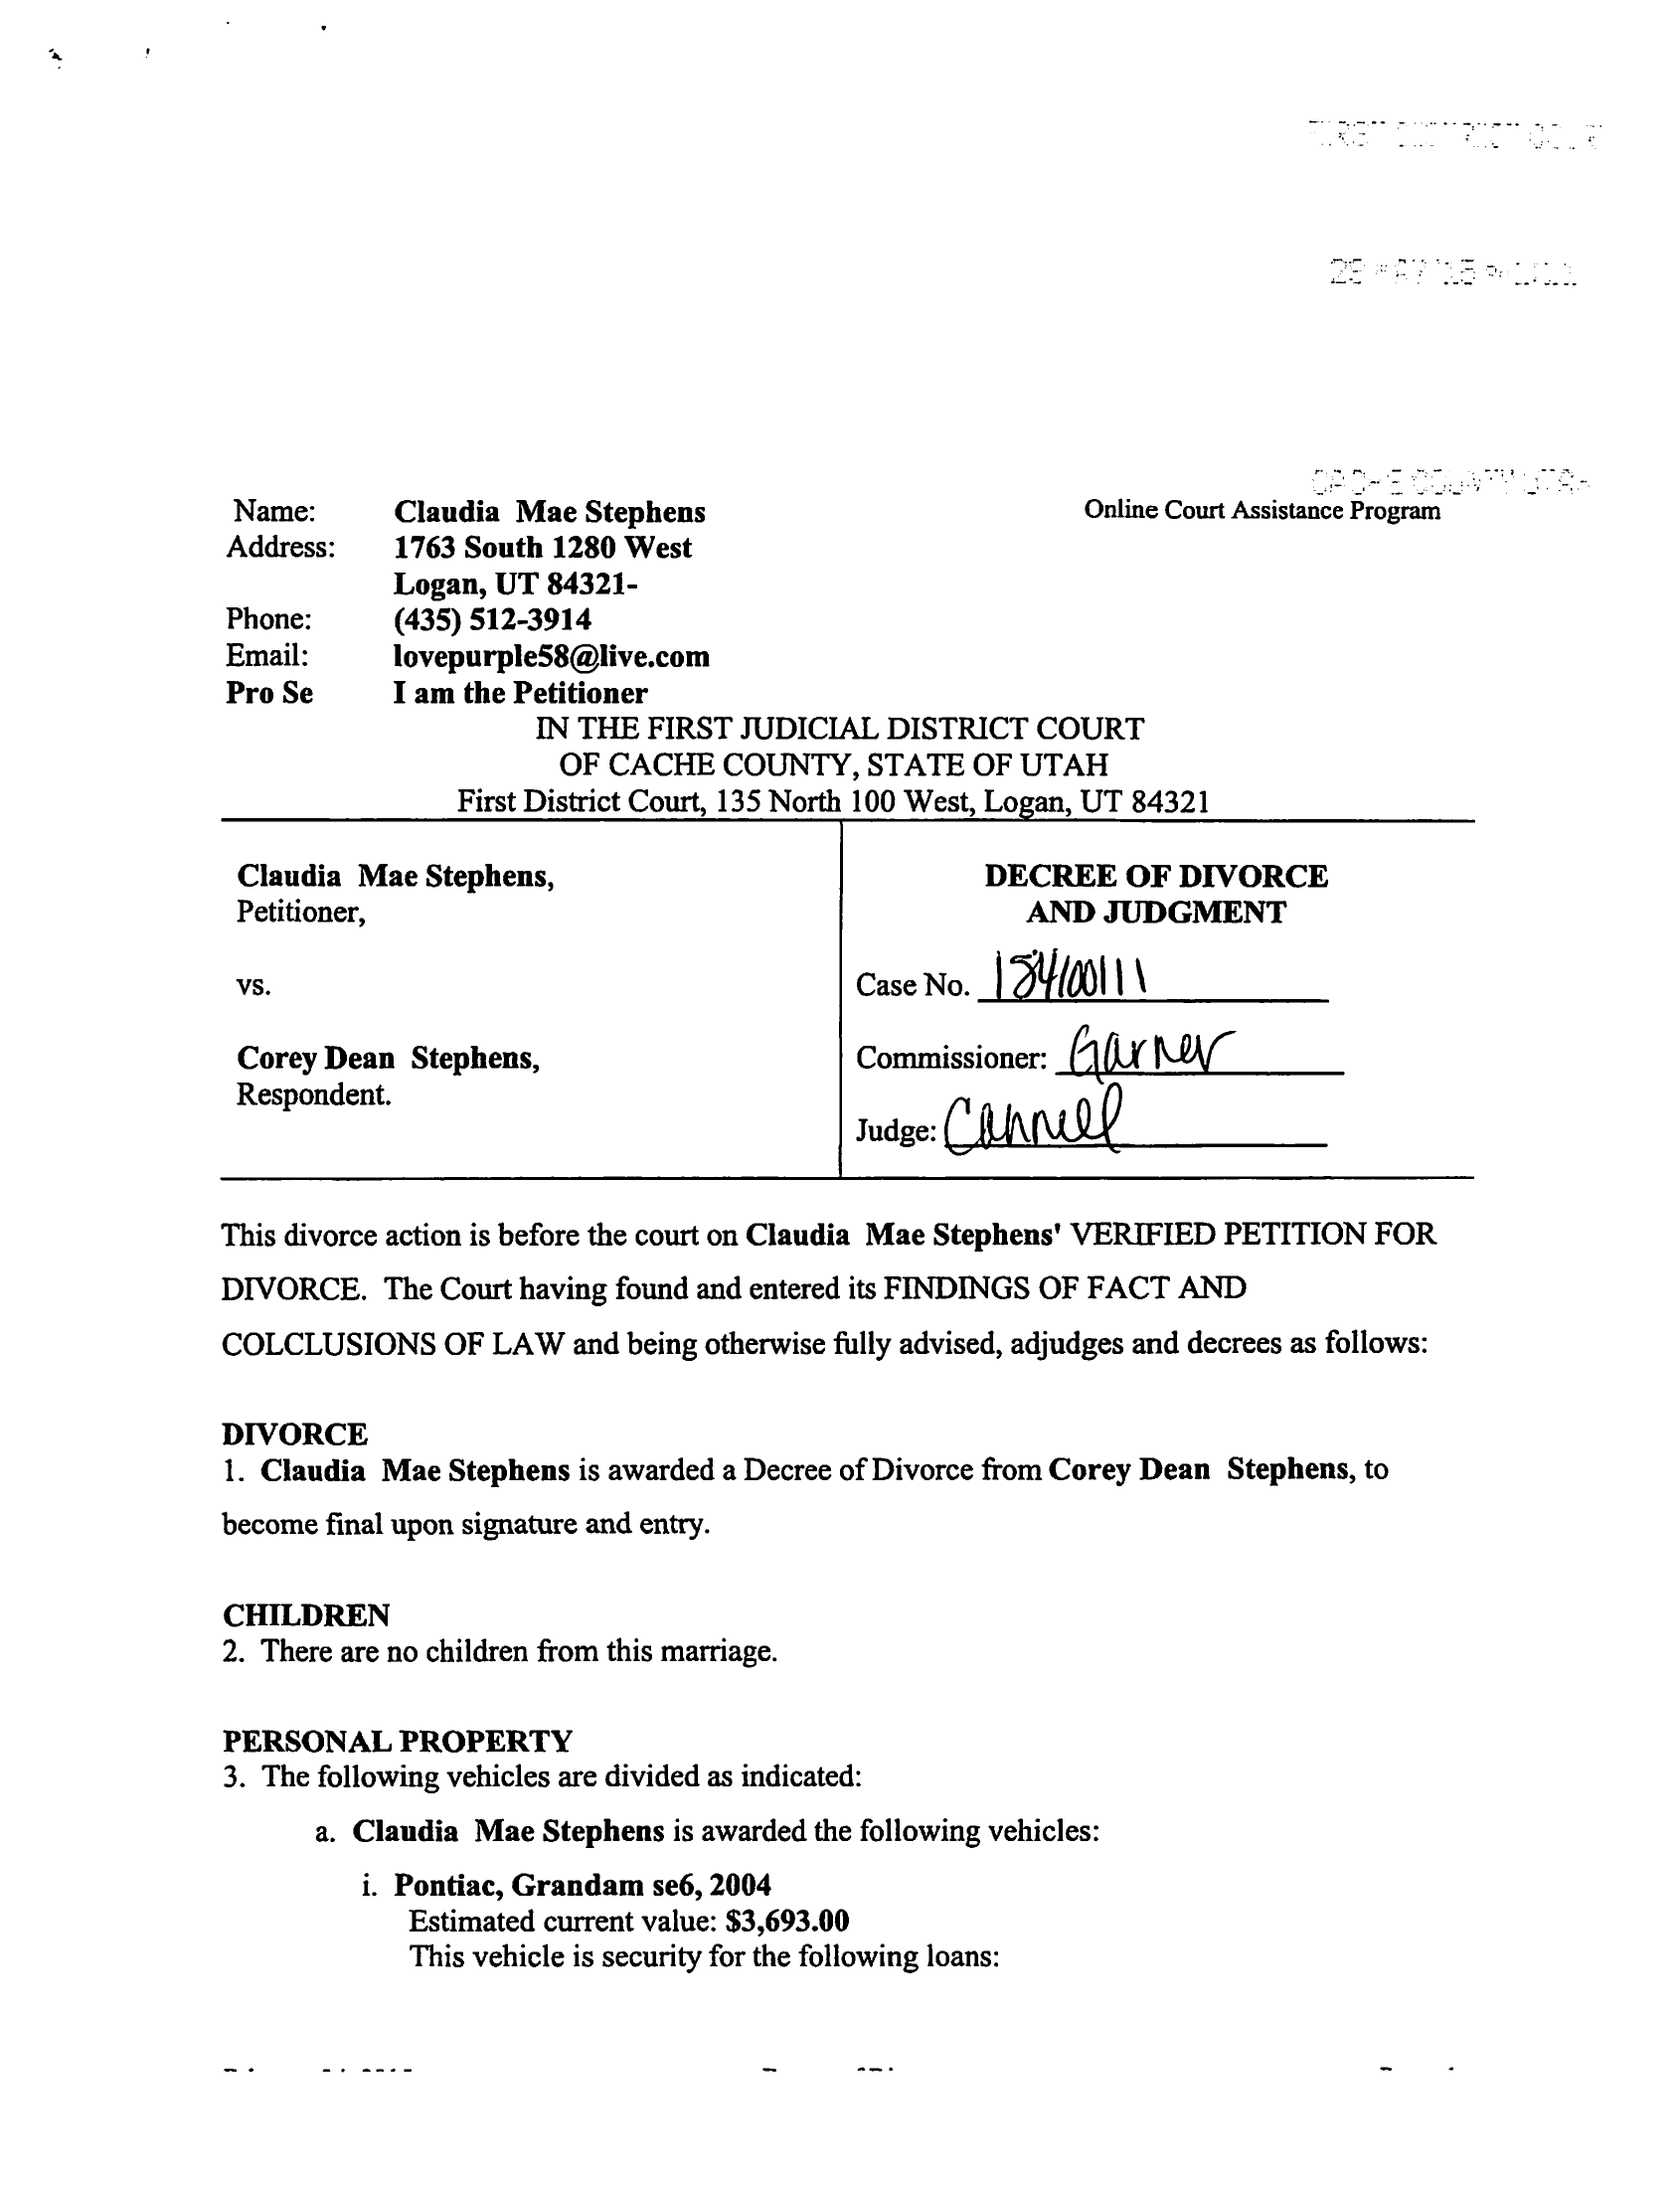 Online Court Assistance Program
Name: Claudia Mae Stephens
Address: 1763 South 1280 West
Logan, UT 84321-
Phone: (435) 512-3914
Email: lovepurple58@live.com
Pro Se I am the Petitioner
IN THE FIRST JUDICIAL DISTRICT COURT
OF CACHE COUNTY, STATE OF UTAH
First District Court, 135 North 100 West, Logan, UT 84321
Claudia Mae Stephens,
Petitioner,
vs.
Corey Dean Stephens,
Respondent.
DECREE OF DIVORCE
AND JUDGMENT
Case No. 154100111
Commissioner: Garner
Judge: Cannell
This divorce action is before the court on Claudia Mae Stephens' VERIFIED PETITION FOR
DIVORCE. The Court having found and entered its FINDINGS OF FACT AND
COLCLUSIONS OF LAW and being otherwise fully advised, adjudges and decrees as follows:
DIVORCE
1. Claudia Mae Stephens is awarded a Decree of Divorce from Corey Dean Stephens, to
become final upon signature and entry.
CHILDREN
2. There are no children from this marriage.
PERSONAL PROPERTY
3. The following vehicles are divided as indicated:
a. Claudia Mae Stephens is awarded the following vehicles:
i. Pontiac, Grandam se6, 2004
Estimated current value: $3,693.00
This vehicle is security for the following loans: